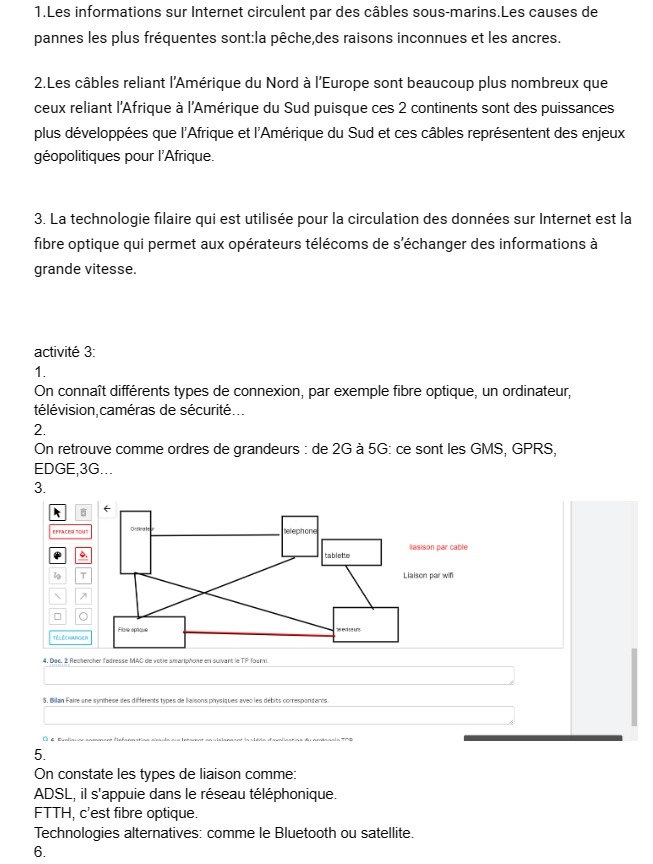 1.Les informations sur Internet circulent par des câbles sous-marins.Les causes de
pannes les plus fréquentes sont:la pêche,des raisons inconnues et les ancres.
2.Les câbles reliant l'Amérique du Nord à l'Europe sont beaucoup plus nombreux que
ceux reliant l'Afrique à l'Amérique du Sud puisque ces 2 continents sont des puissances
plus développées que l'Afrique et l'Amérique du Sud et ces câbles représentent des enjeux
géopolitiques pour l'Afrique.
3. La technologie filaire qui est utilisée pour la circulation des données sur Internet est la
fibre optique qui permet aux opérateurs télécoms de s'échanger des informations à
grande vitesse.
activité 3:
1.
On connaît différents types de connexion, par exemple fibre optique, un ordinateur,
télévision,caméras de sécurité…
2.
On retrouve comme ordres de grandeurs : de 2G à 5G: ce sont les GMS, GPRS,
EDGE,3G…
3.
EFFACER TOUT
T
TÉLÉCHARGER
Ordinateur
telephone
tablette
Fibre optique
liasison par cable
Liaison par wifi
4. Doc. 2 Rechercher l'adresse MAC de votre smartphone en suivant le TP fourni.
5. Bilan Faire une synthèse des différents types de liaisons physiques avec les débits correspondants.
5.
On constate les types de liaison comme:
ADSL, il s'appuie dans le réseau téléphonique.
FTTH, c'est fibre optique.
Technologies alternatives: comme le Bluetooth ou satellite.
6.